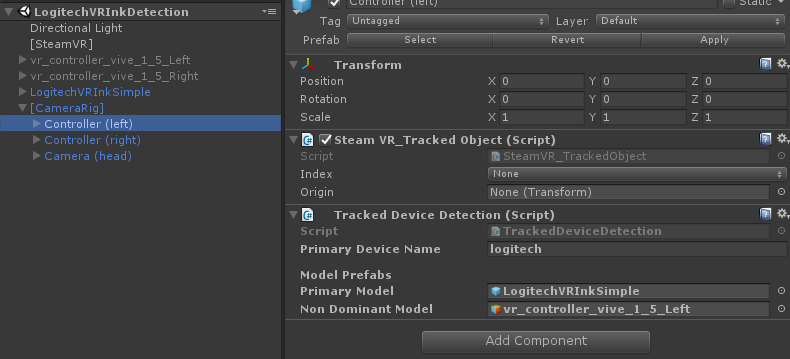 LogitechVRInkDetection
Directional Light
[SteamVR]
vr_controller_vive_1_5_Left
vr_controller_vive_1_5_Right
LogitechVRInkSimple
[CameraRig]
Controller (left)
Controller (right)
Camera (head)
Controller (left) Static
Tag Untagged Layer Default
Prefab Select Revert Apply
Transform
Position X 0 Y 0 Z 0
Rotation X 0 Y 0 Z 0
Scale X 1 Y 1 Z 1
Steam VR_Tracked Object (Script)
Script SteamVR_TrackedObject
Index None
Origin None (Transform)
Tracked Device Detection (Script)
Script TrackedDeviceDetection
Primary Device Name logitech
Model Prefabs
Primary Model LogitechVRInkSimple
Non Dominant Model vr_controller_vive_1_5_Left
Add Component